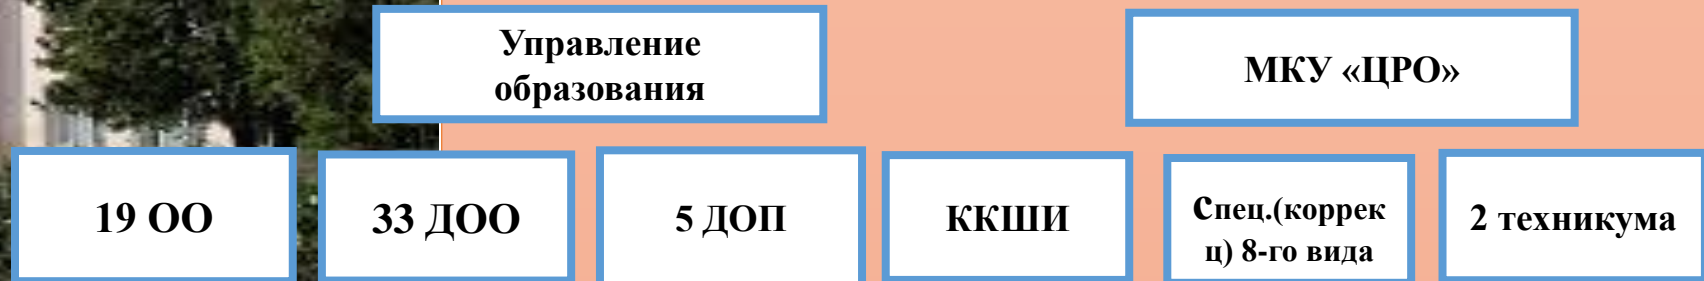 Управление
образования
МКУ «ЦРО»
19 ОО
33 ДОО
5 ДОП
ККШИ
Спец.(коррек
ц) 8-го вида
2 техникума